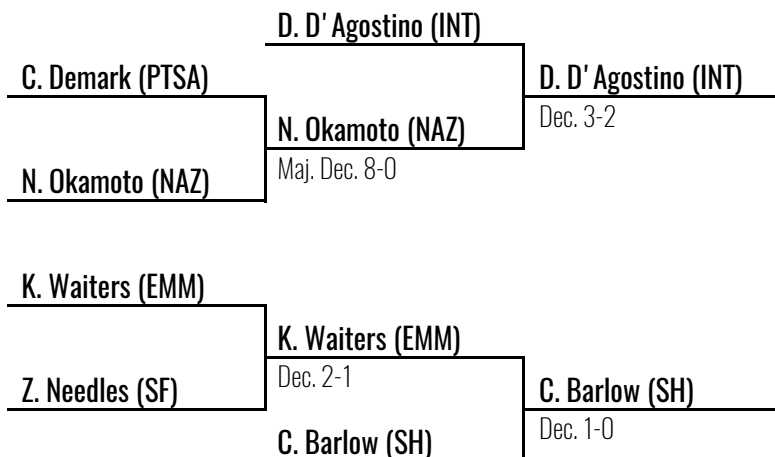 D. D'Agostino (INT)
C. Demark (PTSA)
D. D'Agostino (INT)
Dec. 3-2
N. Okamoto (NAZ)
Maj. Dec. 8-0
N. Okamoto (NAZ)
K. Waiters (EMM)
K. Waiters (EMM)
Dec. 2-1
Z. Needles (SF)
C. Barlow (SH)
Dec. 1-0
C. Barlow (SH)